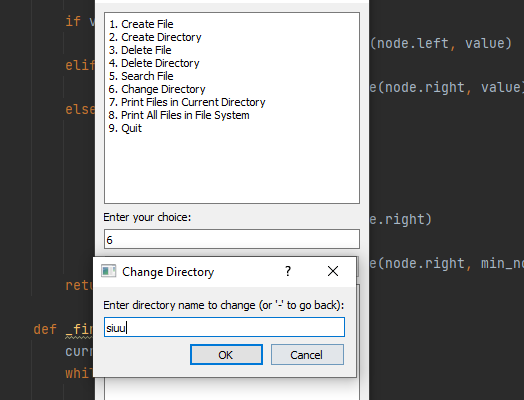 if v
(node.left, value)
elif
e(node.right, value)
else
e.right)
e(node.right, min_no
retu
def _fin
curr
whil
1. Create File
2. Create Directory
3. Delete File
4. Delete Directory
5. Search File
6. Change Directory
7. Print Files in Current Directory
8. Print All Files in File System
9. Quit
Enter your choice:
6
Change Directory
?
Enter directory name to change (or '-' to go back):
siuu
OK
Cancel